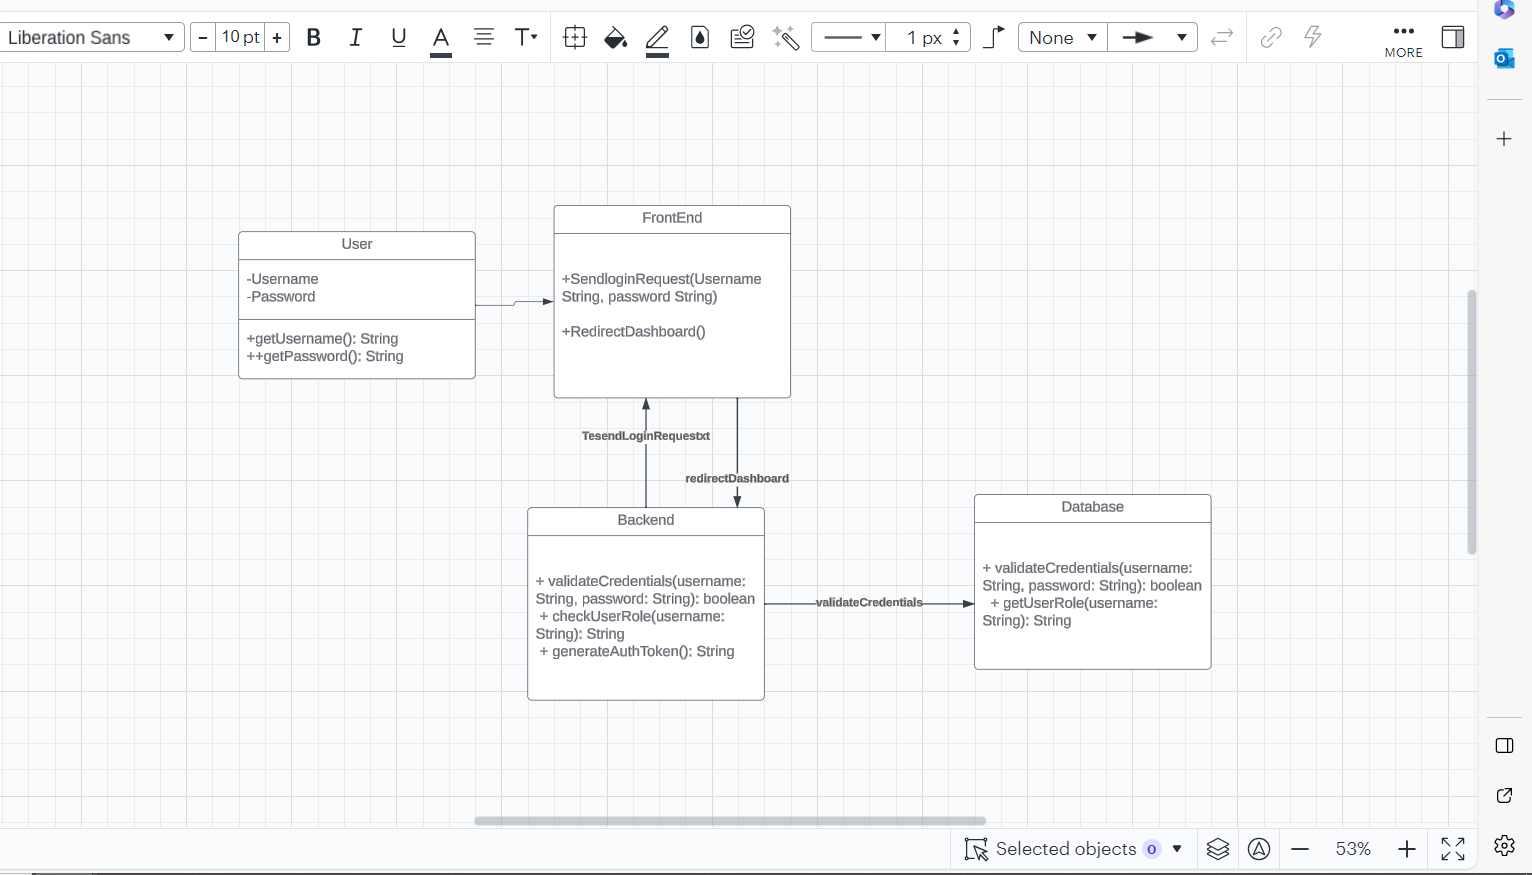 Liberation Sans
- 10 pt +
B I U A T
1 px
None
MORE
FrontEnd
User
-Username
-Password
+getUsername(): String
++getPassword(): String
+SendloginRequest(Username
String, password String)
+RedirectDashboard()
TesendLoginRequestxt
redirectDashboard
Backend
+ validateCredentials(username:
String, password: String): boolean
+ checkUserRole(username:
String): String
+ generateAuthToken(): String
validateCredentials
Database
+ validateCredentials(username:
String, password: String): boolean
+ getUserRole(username:
String): String
Selected objects 0
53%